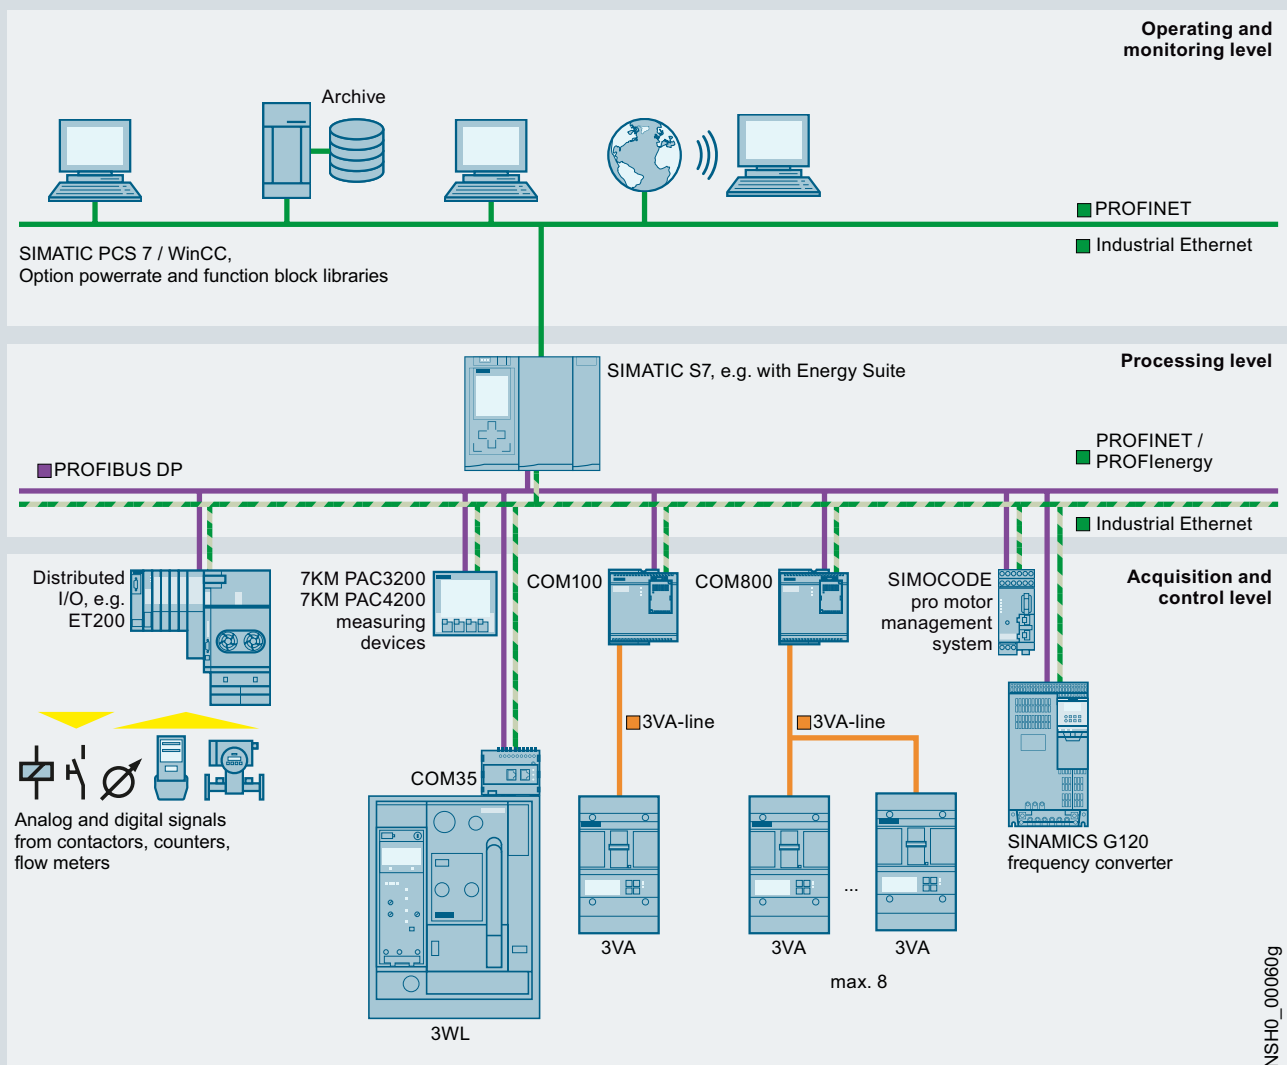 Operating and
monitoring level
Archive
PROFINET
Industrial Ethernet
SIMATIC PCS 7 / WinCC,
Option powerrate and function block libraries
Processing level
SIMATIC S7, e.g. with Energy Suite
PROFIBUS DP
PROFINET /
PROFIenergy
Industrial Ethernet
Acquisition and
control level
Distributed
I/O, e.g.
ET200
7KM PAC3200
7KM PAC4200
measuring
devices
COM100
COM800
SIMOCODE
pro motor
management
system
3VA-line
3VA-line
COM35
Analog and digital signals
from contactors, counters,
flow meters
SINAMICS G120
frequency converter
...
3VA
3VA
3VA
max. 8
3WL
NSH0_00060g